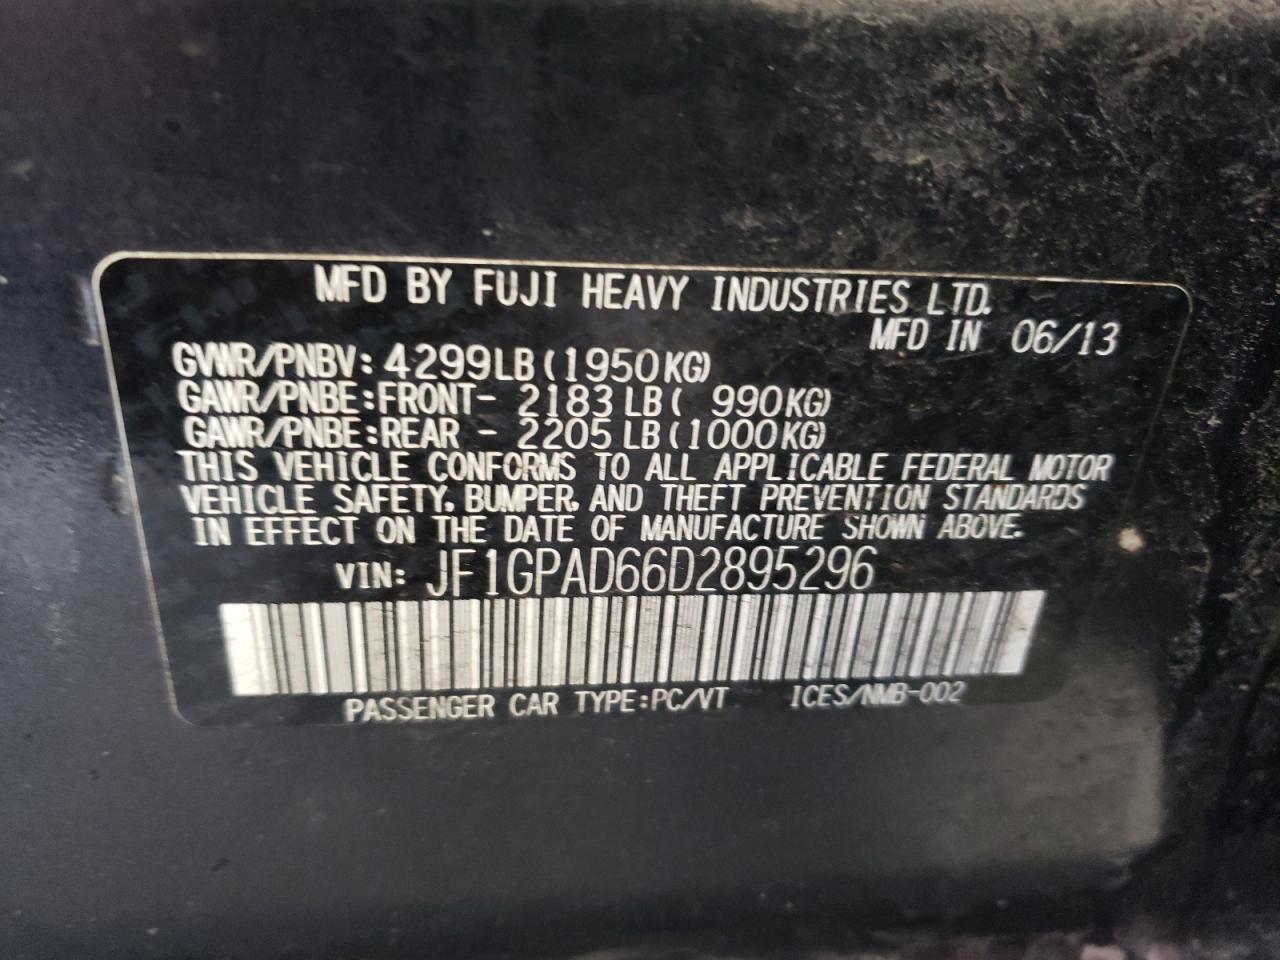 MFD BY FUJI HEAVY INDUSTRIES LTD.
MFD IN 06/13
GVWR/PNBV: 4299LB (1950KG)
GAWR/PNBE:FRONT- 2183 LB ( 990KG)
GAWR/PNBE:REAR - 2205 LB (1000KG)
THIS VEHICLE CONFORMS TO ALL APPLICABLE FEDERAL MOTOR
VEHICLE SAFETY, BUMPER, AND THEFT PREVENTION STANDARDS
IN EFFECT ON THE DATE OF MANUFACTURE SHOWN ABOVE.
VIN: JF1GPAD66D2895296
PASSENGER CAR TYPE:PC/VT ICES/NMB-002